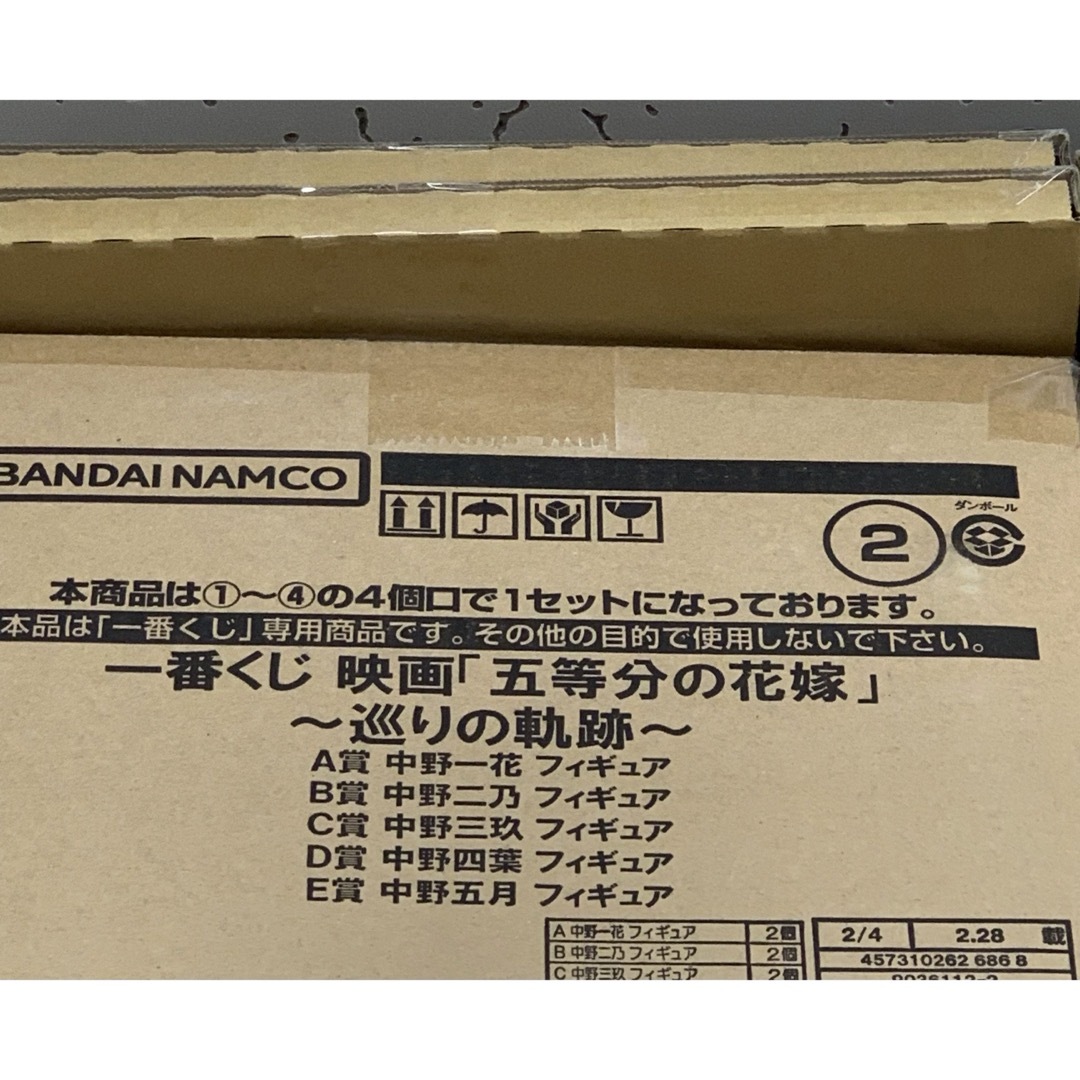 BANDAI NAMCO
②
ダンボール
本商品は①～④の4個口で1セットになっております。
本品は「一番くじ」専用商品です。その他の目的で使用しないで下さい。
一番くじ 映画「五等分の花嫁」
～巡りの軌跡～
A賞 中野一花 フィギュア
B賞 中野二乃 フィギュア
C賞 中野三玖 フィギュア
D賞 中野四葉 フィギュア
E賞 中野五月 フィギュア
A 中野一花 フィギュア 2個
B 中野二乃 フィギュア 2個
C 中野三玖 フィギュア 2個
2/4 2.28 載
457310262 686 8